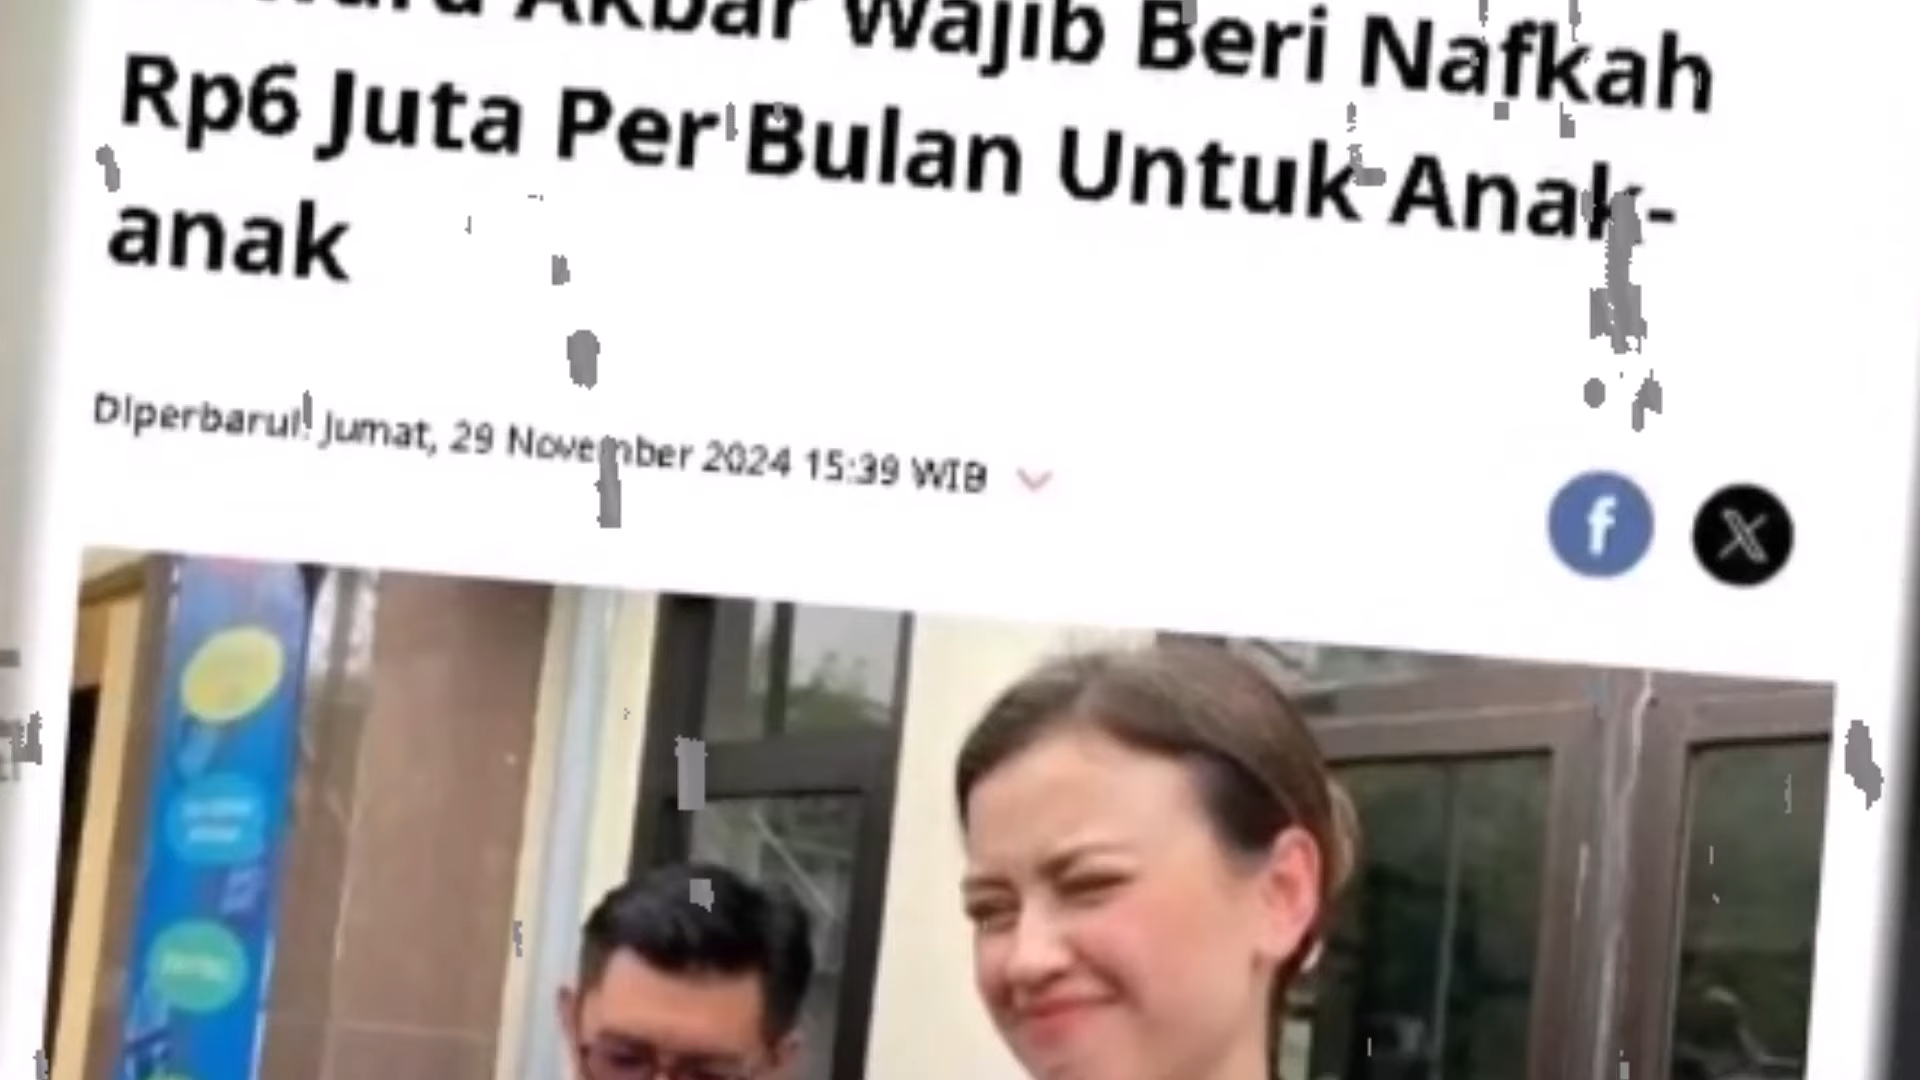 Akbar Wajib Beri Nafkah
Rp6 Juta Per Bulan Untuk Anak-
anak
Diperbarui: Jumat, 29 November 2024 15:39 WIB
f X